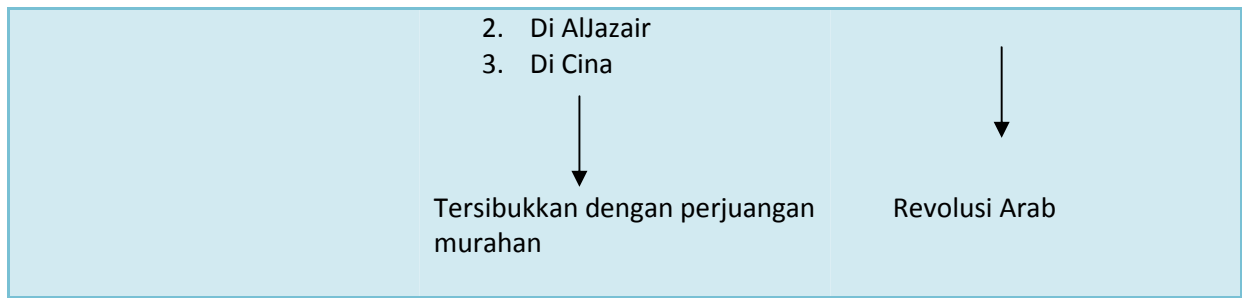 2. Di AlJazair
3. Di Cina
Tersibukkan dengan perjuangan
murahan
Revolusi Arab